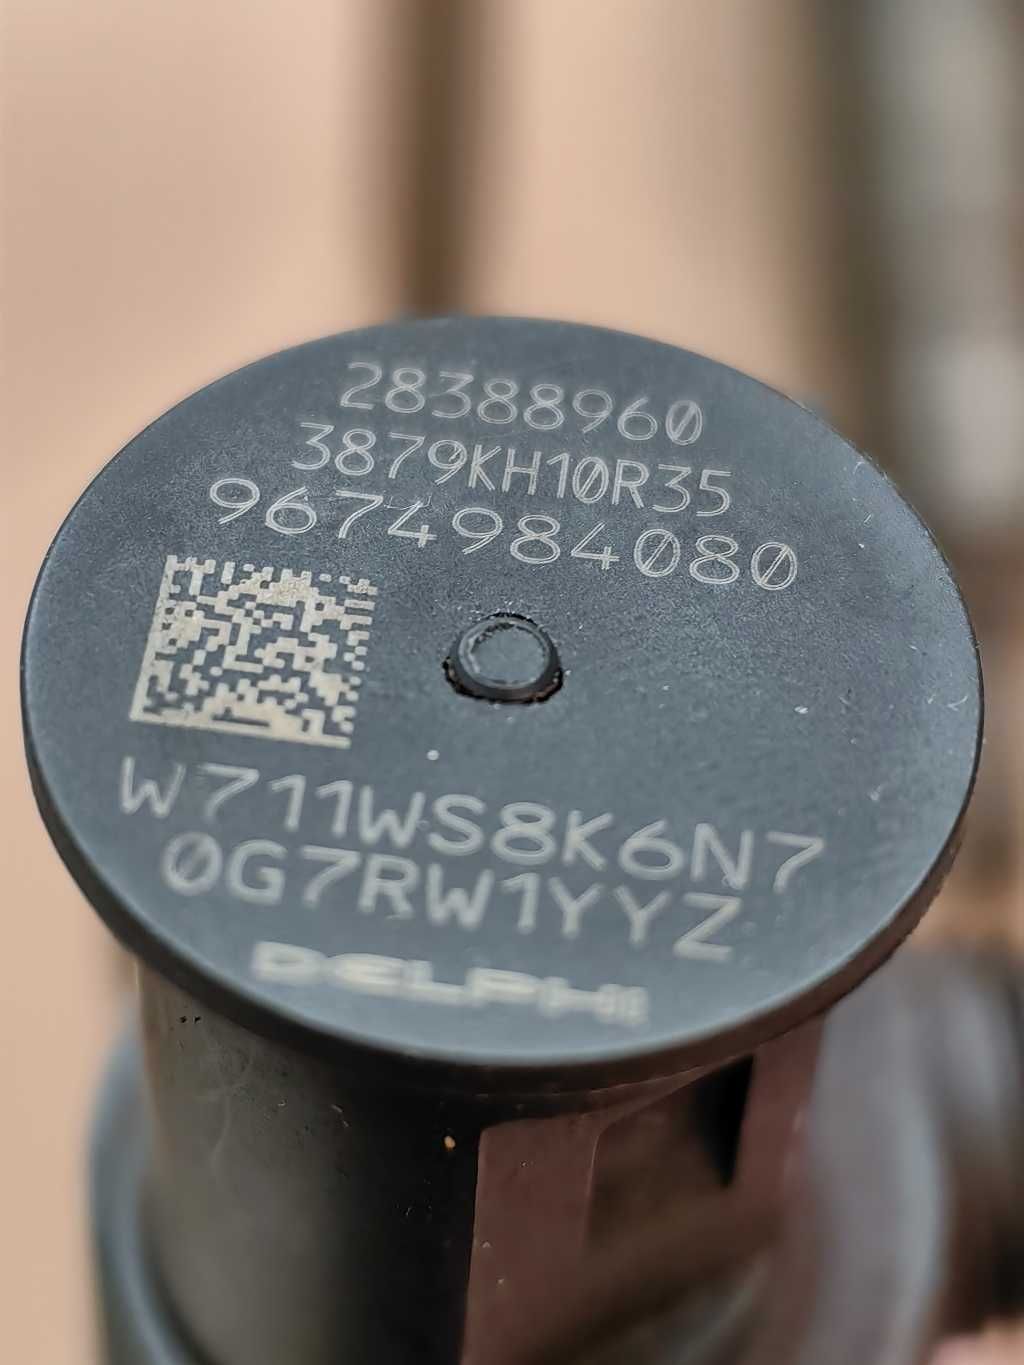 28388960
3879KH10R35
9674984080
W711WS8K6N7
0G7RW1YYZ
DELPHI